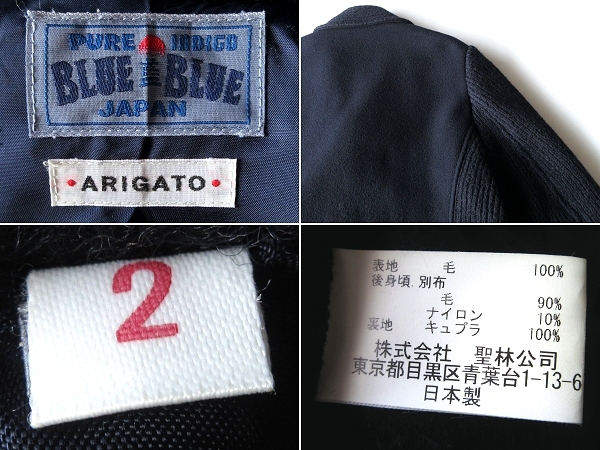 PURE INDIGO
BLUE BLUE
JAPAN
• ARIGATO •
2
表地 毛 100%
後身頃.別布
毛 90%
ナイロン 10%
裏地 キュプラ 100%
株式会社 聖林公司
東京都目黒区青葉台1-13-6
日本製